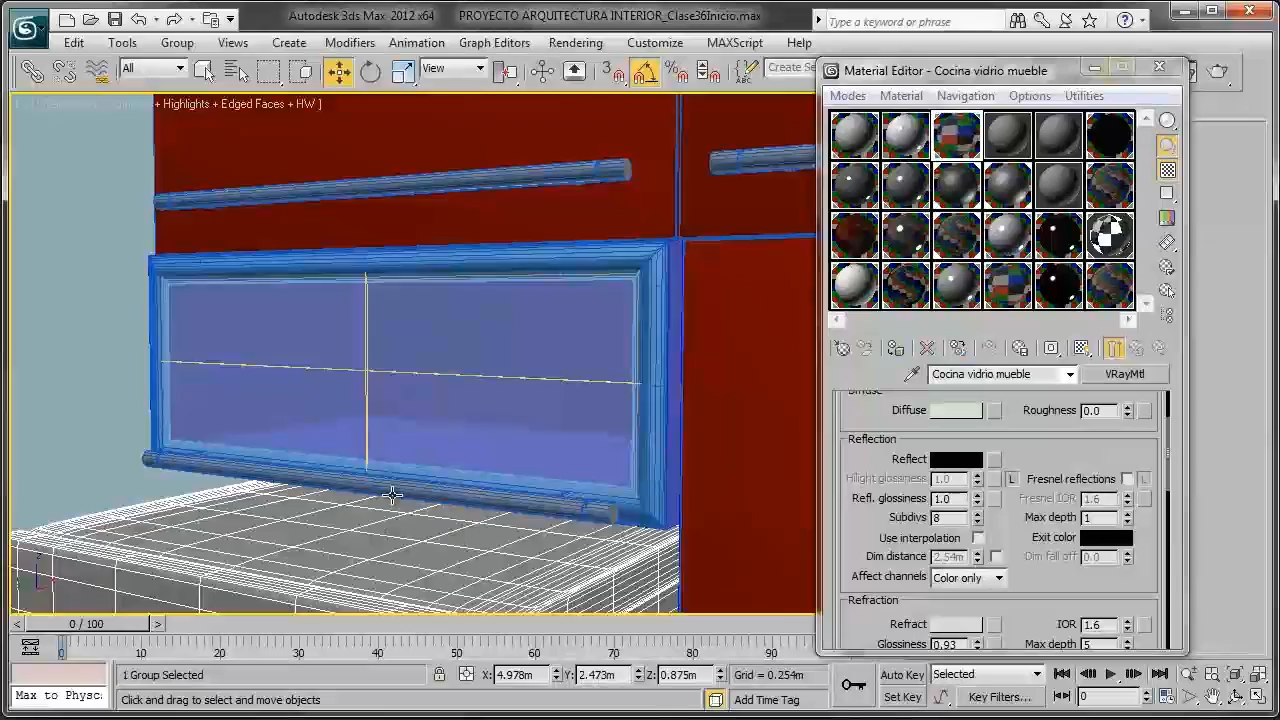 Autodesk 3ds Max 2012 x64 PROYECTO ARQUITECTURA INTERIOR_Clase36Inicio.max
Type a keyword or phrase
Edit Tools Group Views Create Modifiers Animation Graph Editors Rendering Customize MAXScript Help
All View 3 Create Se
+ Highlights + Edged Faces + HW ]
Material Editor - Cocina vidrio mueble
Modes Material Navigation Options Utilities
Cocina vidrio mueble VRayMtl
Diffuse
Diffuse Roughness 0.0
Reflection
Reflect
Hilight glossiness 1.0 L Fresnel reflections L
Refl. glossiness 1.0 Fresnel IOR 1.6
Subdivs 8 Max depth 1
Use interpolation Exit color
Dim distance 2.54m Dim fall off 0.0
Affect channels Color only
Refraction
Refract IOR 1.6
Glossiness 0.93 Max depth 5
< 0 / 100 >
0 10 20 30 40 50 60 70 80 90
1 Group Selected X: 4.978m Y: 2.473m Z: 0.875m Grid = 0.254m Auto Key Selected
Max to Physc: Click and drag to select and move objects Add Time Tag Set Key Key Filters... 0